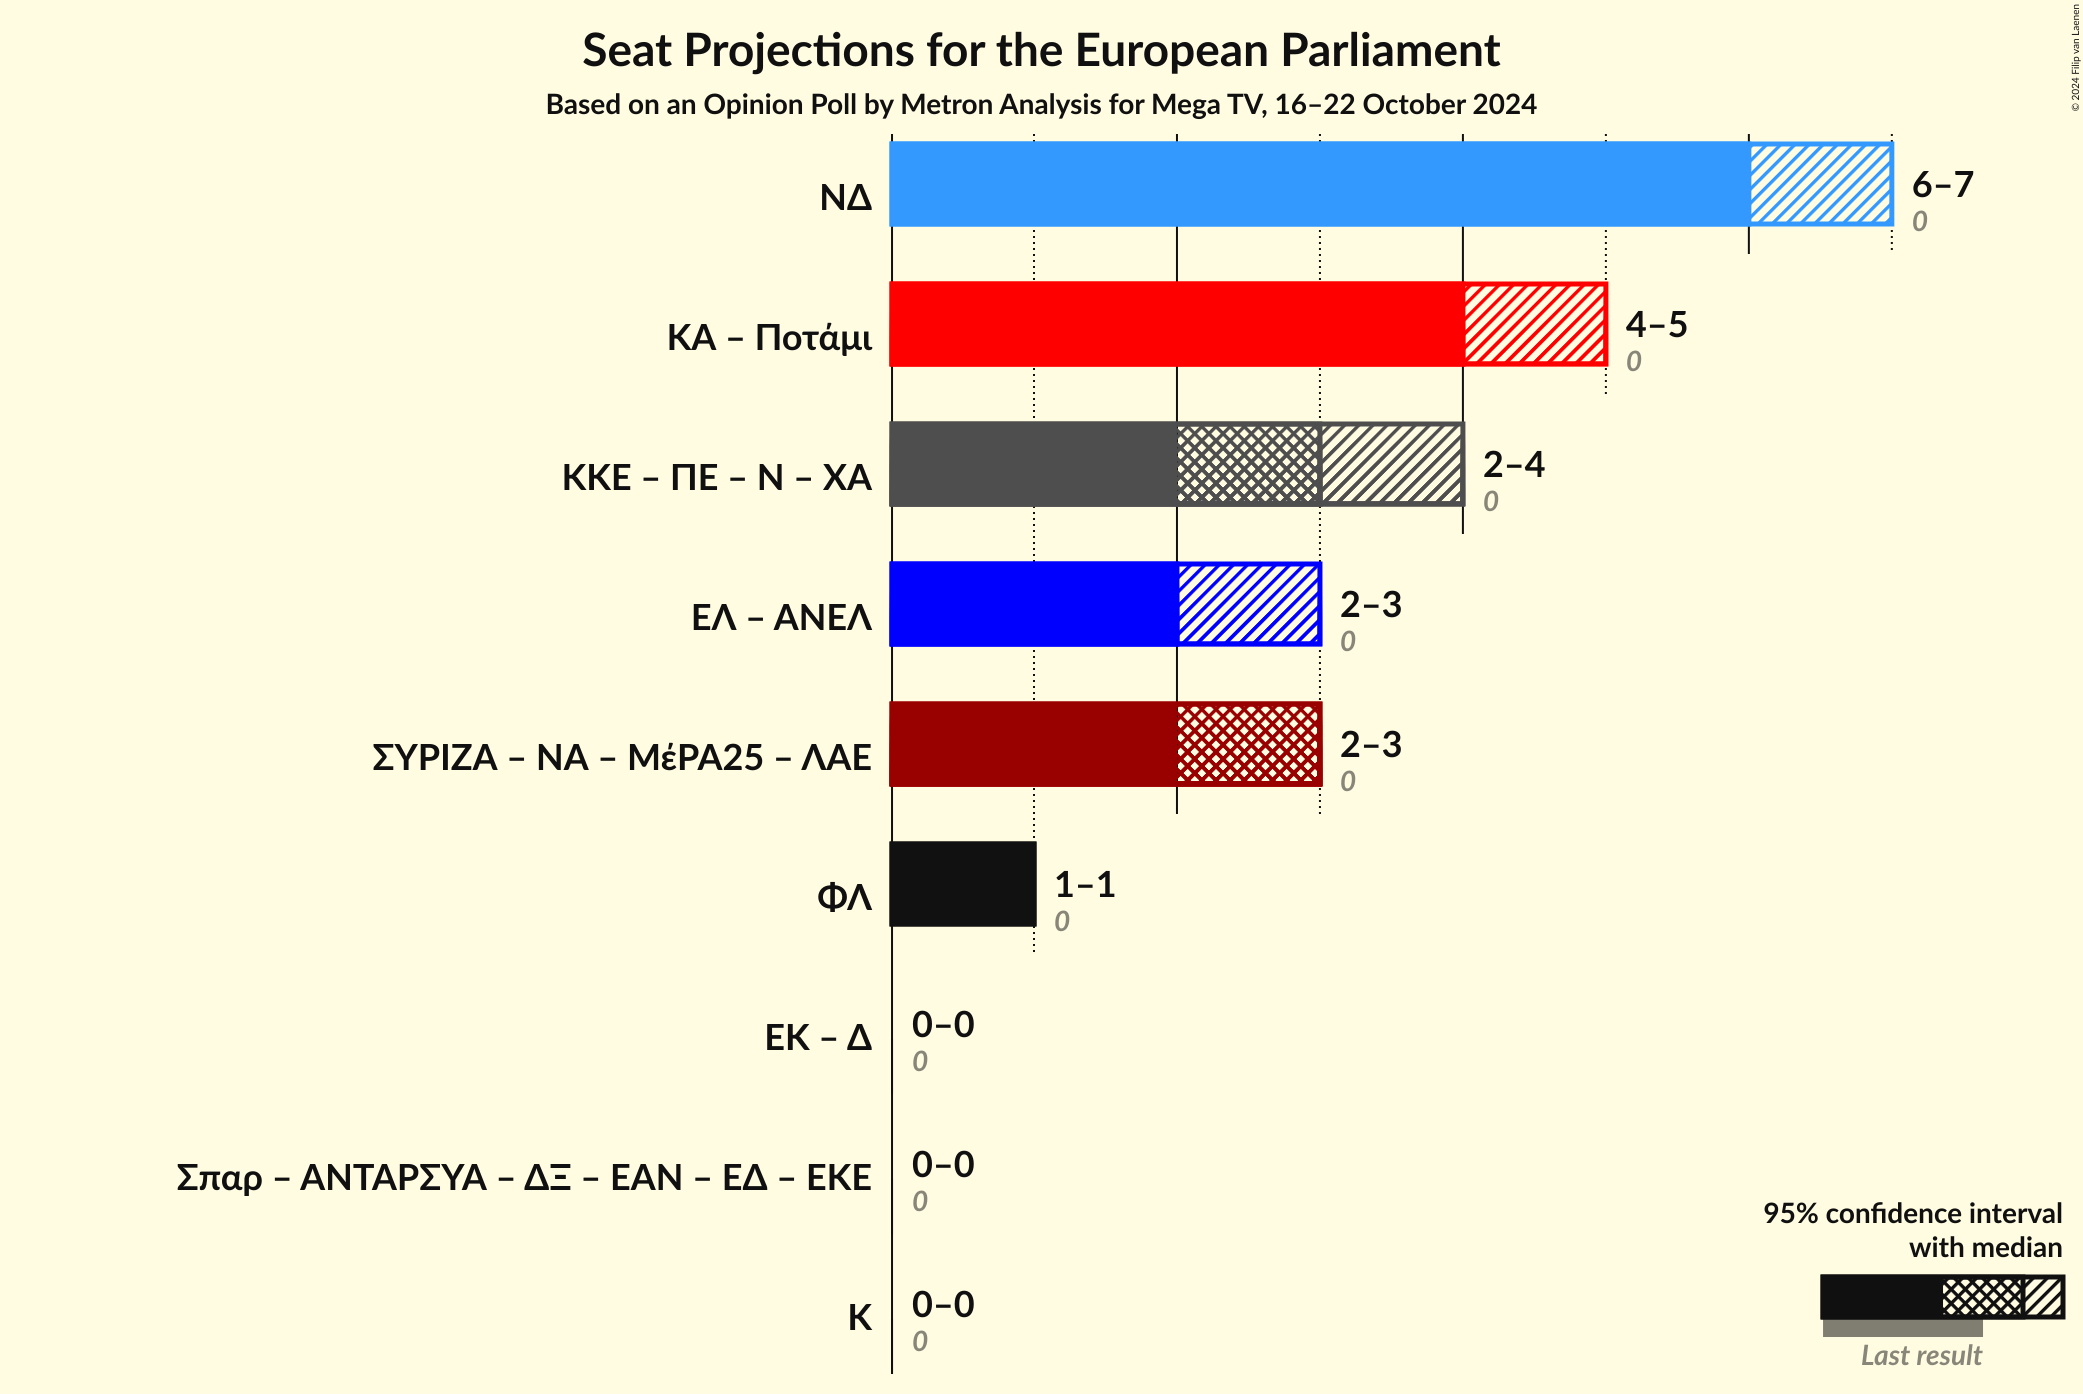 Seat Projections for the European Parliament
Based on an Opinion Poll by Metron Analysis for Mega TV, 16–22 October 2024
© 2024 Filip van Laenen
ΝΔ
6–7
0
ΚΑ – Ποτάμι
4–5
0
ΚΚΕ – ΠΕ – Ν – ΧΑ
2–4
0
ΕΛ – ΑΝΕΛ
2–3
0
ΣΥΡΙΖΑ – ΝΑ – ΜέΡΑ25 – ΛΑΕ
2–3
0
ΦΛ
1–1
0
ΕΚ – Δ
0–0
0
Σπαρ – ΑΝΤΑΡΣΥΑ – ΔΞ – ΕΑΝ – ΕΔ – ΕΚΕ
0–0
0
Κ
0–0
0
95% confidence interval
with median
Last result